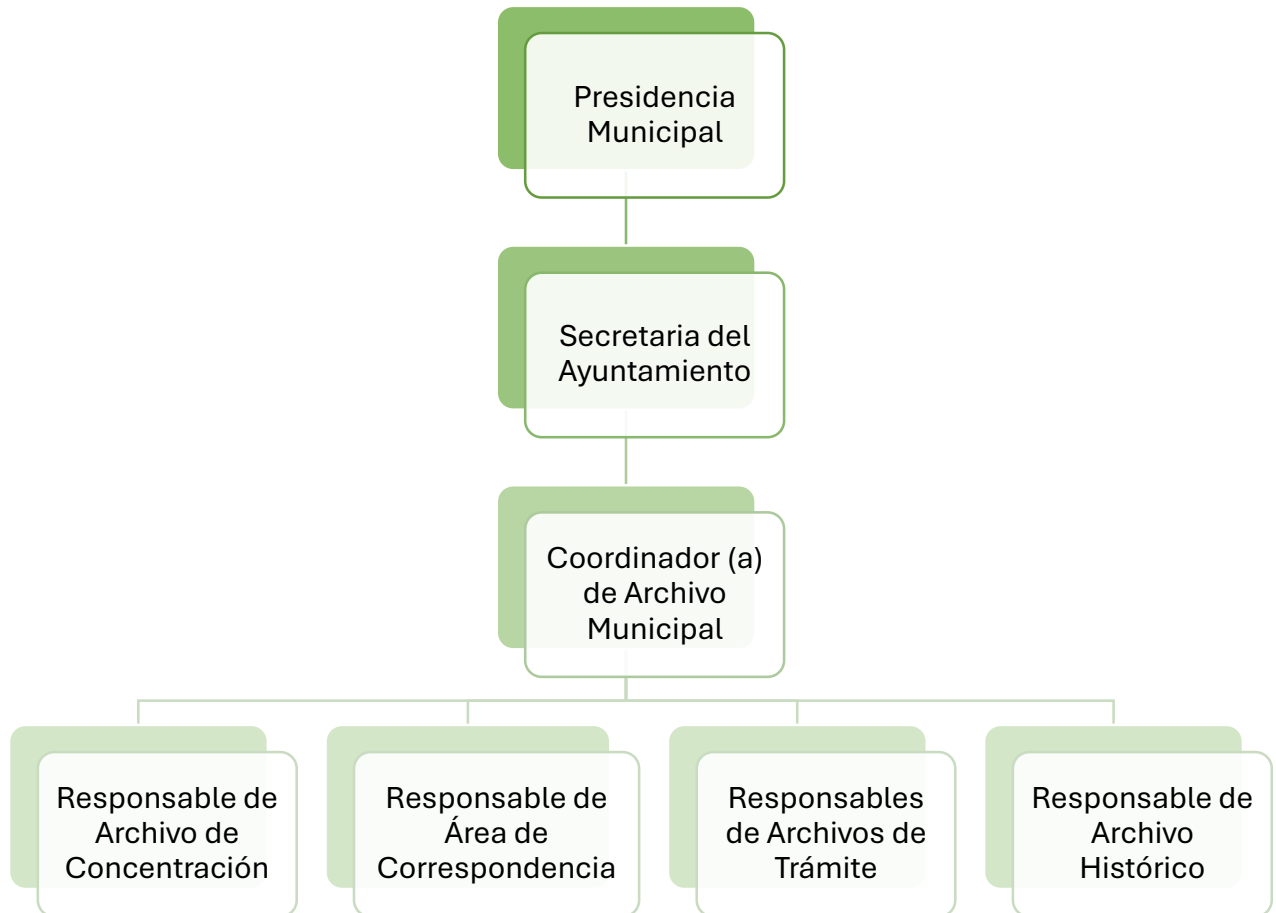 Presidencia
Municipal
Secretaria del
Ayuntamiento
Coordinador (a)
de Archivo
Municipal
Responsable de
Archivo de
Concentración
Responsable de
Área de
Correspondencia
Responsables
de Archivos de
Trámite
Responsable de
Archivo
Histórico